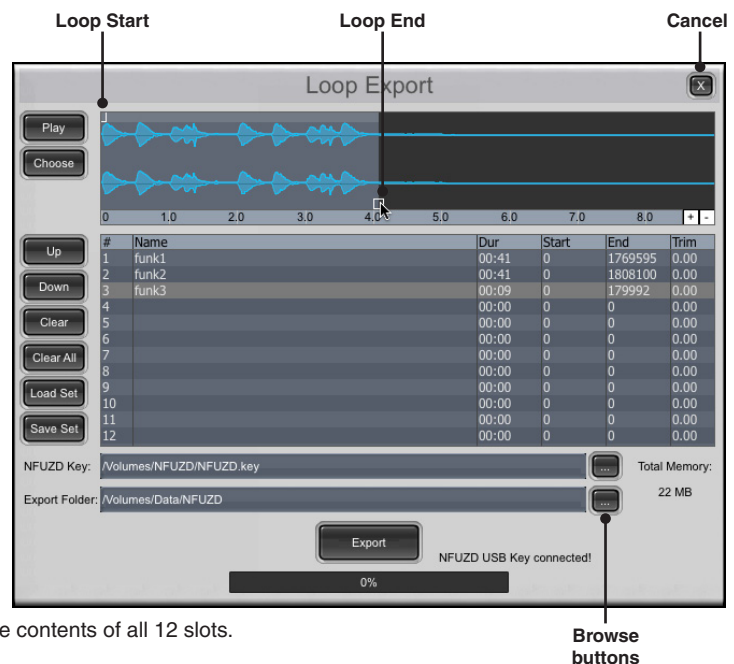 Loop Start Loop End Cancel
Loop Export X
Play
Choose
0 1.0 2.0 3.0 4.0 5.0 6.0 7.0 8.0 + -
Up
Down
Clear
Clear All
Load Set
Save Set
# Name Dur Start End Trim
1 funk1 00:41 0 1769595 0.00
2 funk2 00:41 0 1808100 0.00
3 funk3 00:09 0 179992 0.00
4 00:00 0 0 0.00
5 00:00 0 0 0.00
6 00:00 0 0 0.00
7 00:00 0 0 0.00
8 00:00 0 0 0.00
9 00:00 0 0 0.00
10 00:00 0 0 0.00
11 00:00 0 0 0.00
12 00:00 0 0 0.00
NFUZD Key: /Volumes/NFUZD/NFUZD.key ... Total Memory:
Export Folder: /Volumes/Data/NFUZD ... 22 MB
Export NFUZD USB Key connected!
0%
e contents of all 12 slots.
Browse
buttons